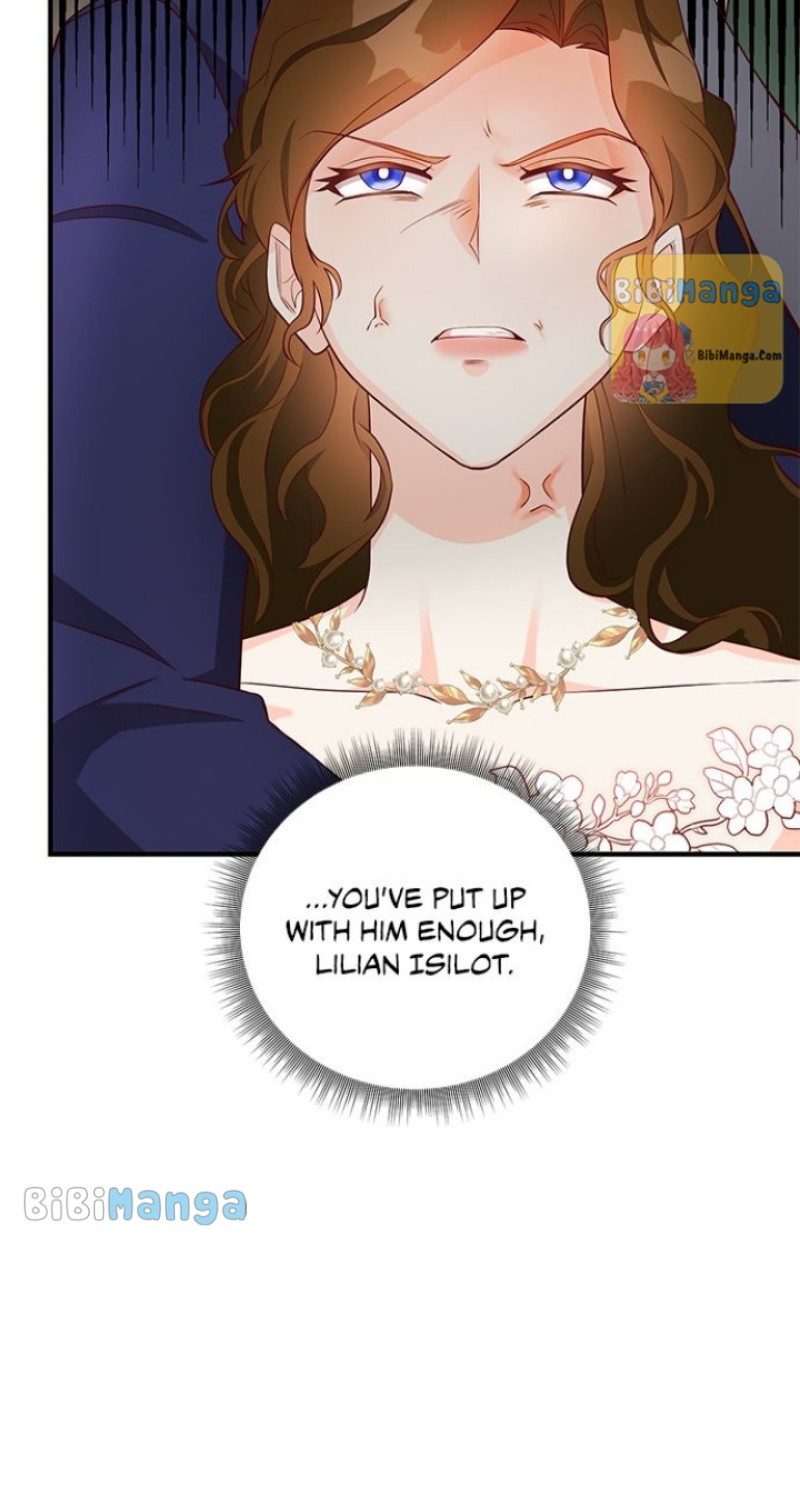 BiBiManga
BibiManga.Com
...YOU'VE PUT UP
WITH HIM ENOUGH,
LILIAN ISILOT.
BiBiManga